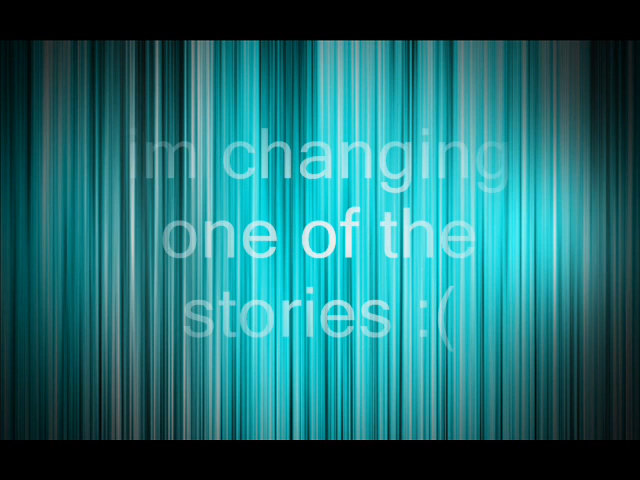 im changing
one of the
stories :(